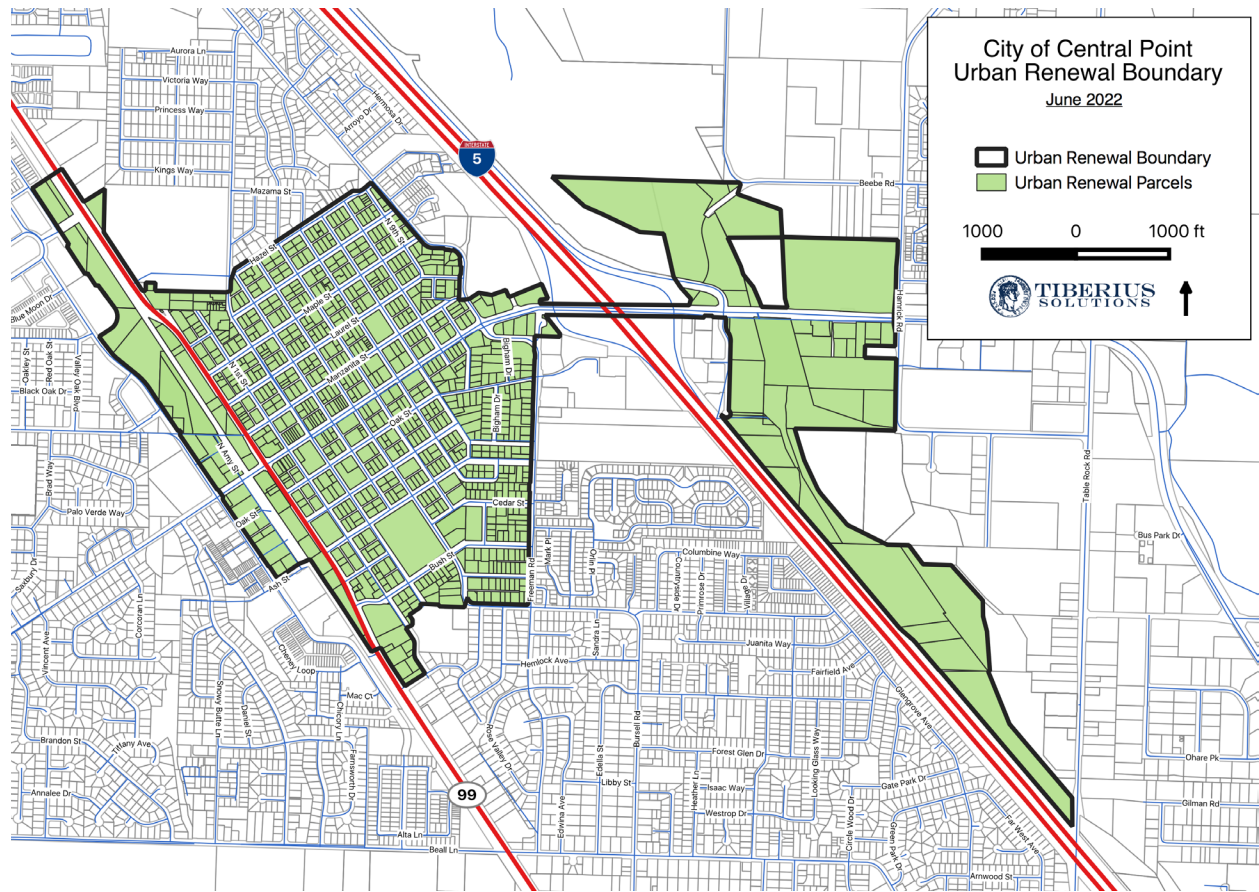 City of Central Point
Urban Renewal Boundary
June 2022
Urban Renewal Boundary
Urban Renewal Parcels
1000 0 1000 ft
TIBERIUS
SOLUTIONS
INTERSTATE
5
99
Aurora Ln
Victoria Way
Princess Way
Kings Way
Mazama St
Arroyo Dr
Hermosa Dr
Beebe Rd
Hazel St
N 9th St
Maple St
Laurel St
Manzanita St
N 1st St
Oak St
Bigham Dr
Bigham Dr
Hamrick Rd
Blue Moon Dr
Oakley St
Red Oak St
Valley Oak Blvd
Black Oak Dr
N Amy St
Brad Way
Palo Verde Way
Oak St
Ash St
Cedar St
Bush St
Freeman Rd
Mark Pl
Orin Pl
Table Rock Rd
Bus Park Dr
Saxbury Dr
Corcoran Ln
Vincent Ave
Cheney Loop
Mac Ct
Chicory Ln
Snowy Butte Ln
Daniel St
Farnsworth Dr
Brandon St
Tiffany Ave
Annalee Dr
Alta Ln
Beall Ln
Columbine Way
Countryside Dr
Primrose Dr
Village Dr
Juanita Way
Sandra Ln
Hemlock Ave
Fairfield Ave
Glengrove Ave
Rose Valley Dr
Bursell Rd
Edella St
Libby St
Edwina Ave
Forest Glen Dr
Looking Glass Way
Heather Ln
Isaac Way
Westrop Dr
Gate Park Dr
Circle Wood Dr
Green Park Dr
Far West Ave
Arnwood St
Ohare Pk
Gilman Rd